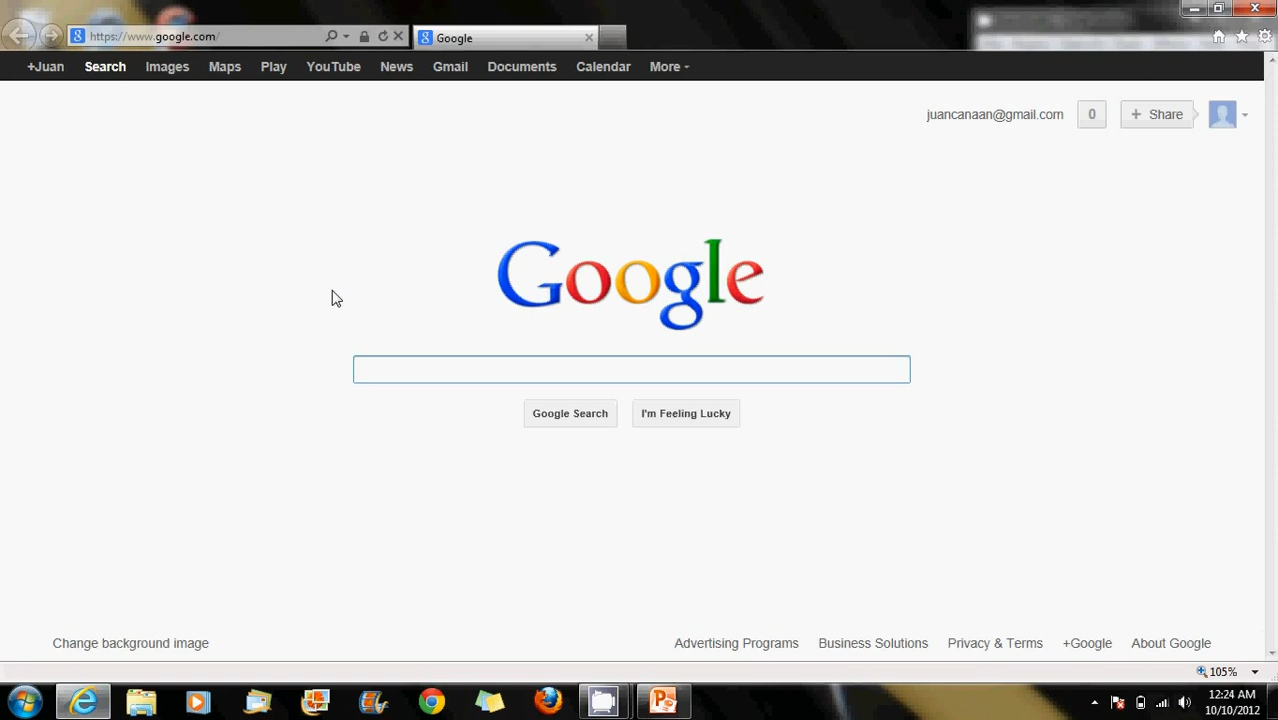 https://www.google.com/
Google
+Juan Search Images Maps Play YouTube News Gmail Documents Calendar More
juancanaan@gmail.com 0 + Share
Google
Google Search I'm Feeling Lucky
Change background image Advertising Programs Business Solutions Privacy & Terms +Google About Google
105%
12:24 AM
10/10/2012